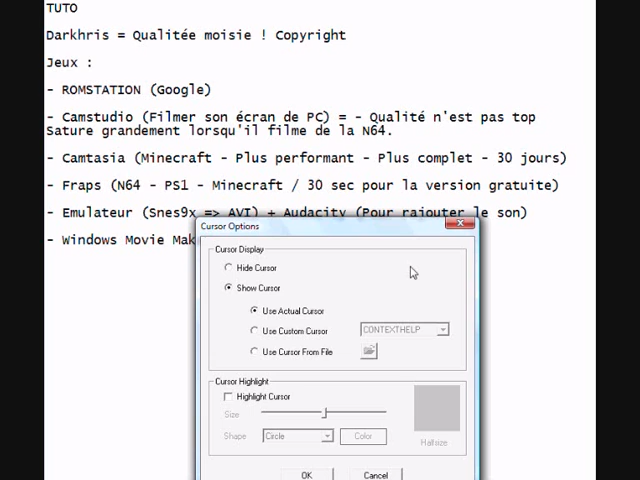 TUTO
Darkhris = Qualitée moisie ! Copyright
Jeux :
- ROMSTATION (Google)
- Camstudio (Filmer son écran de PC) = - Qualité n'est pas top
Sature grandement lorsqu'il filme de la N64.
- Camtasia (Minecraft - Plus performant - Plus complet - 30 jours)
- Fraps (N64 - PS1 - Minecraft / 30 sec pour la version gratuite)
- Emulateur (Snes9x => AVI) + Audacity (Pour rajouter le son)
- Windows Movie Mak
Cursor Options
Cursor Display
Hide Cursor
Show Cursor
Use Actual Cursor
Use Custom Cursor CONTEXTHELP
Use Cursor From File
Cursor Highlight
Highlight Cursor
Size
Shape Circle Color
Halfsize
OK Cancel